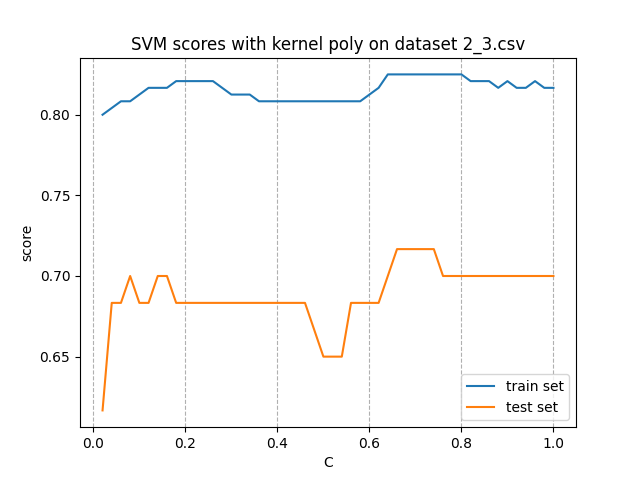 SVM scores with kernel poly on dataset 2_3.csv
0.80
0.75
0.70
0.65
score
0.0 0.2 0.4 0.6 0.8 1.0
C
train set
test set